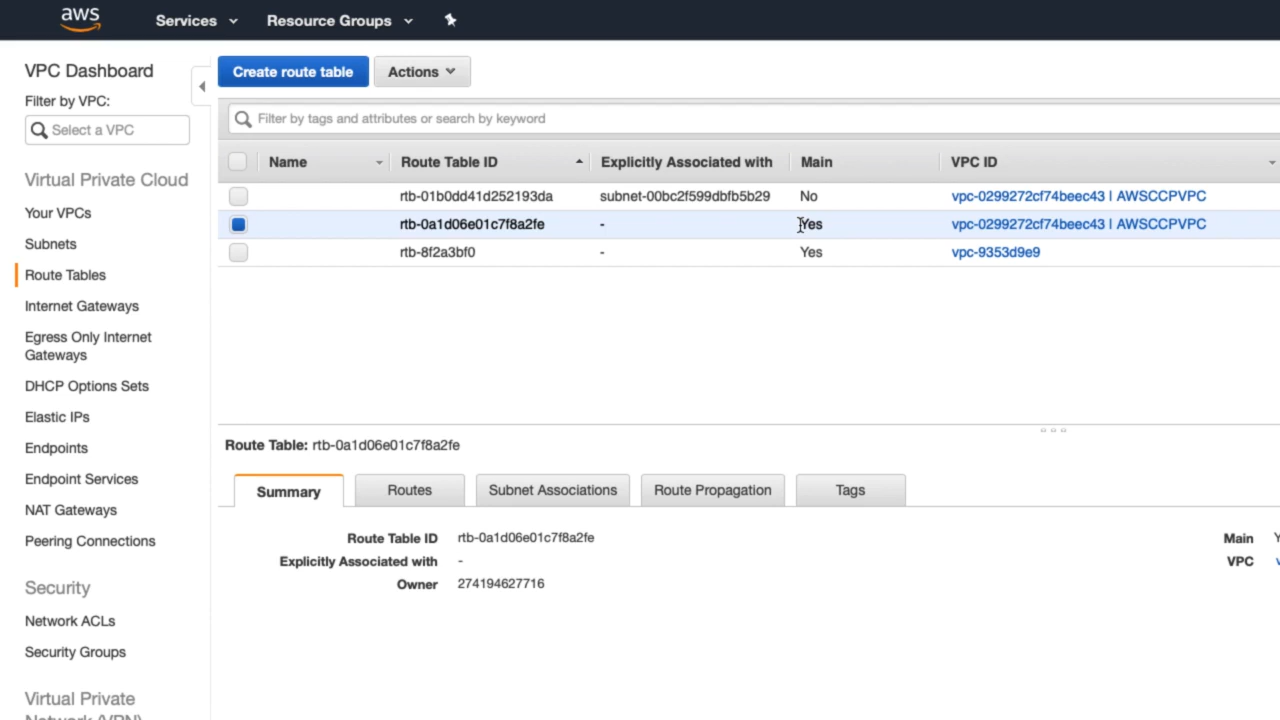 aws Services Resource Groups
VPC Dashboard
Filter by VPC:
Select a VPC
Virtual Private Cloud
Your VPCs
Subnets
Route Tables
Internet Gateways
Egress Only Internet
Gateways
DHCP Options Sets
Elastic IPs
Endpoints
Endpoint Services
NAT Gateways
Peering Connections
Security
Network ACLs
Security Groups
Virtual Private
Network (VPN)
Create route table Actions
Filter by tags and attributes or search by keyword
Name Route Table ID Explicitly Associated with Main VPC ID
rtb-01b0dd41d252193da subnet-00bc2f599dbfb5b29 No vpc-0299272cf74beec43 | AWSCCPVPC
rtb-0a1d06e01c7f8a2fe - Yes vpc-0299272cf74beec43 | AWSCCPVPC
rtb-8f2a3bf0 - Yes vpc-9353d9e9
Route Table: rtb-0a1d06e01c7f8a2fe
Summary Routes Subnet Associations Route Propagation Tags
Route Table ID rtb-0a1d06e01c7f8a2fe Main Y
Explicitly Associated with - VPC v
Owner 274194627716